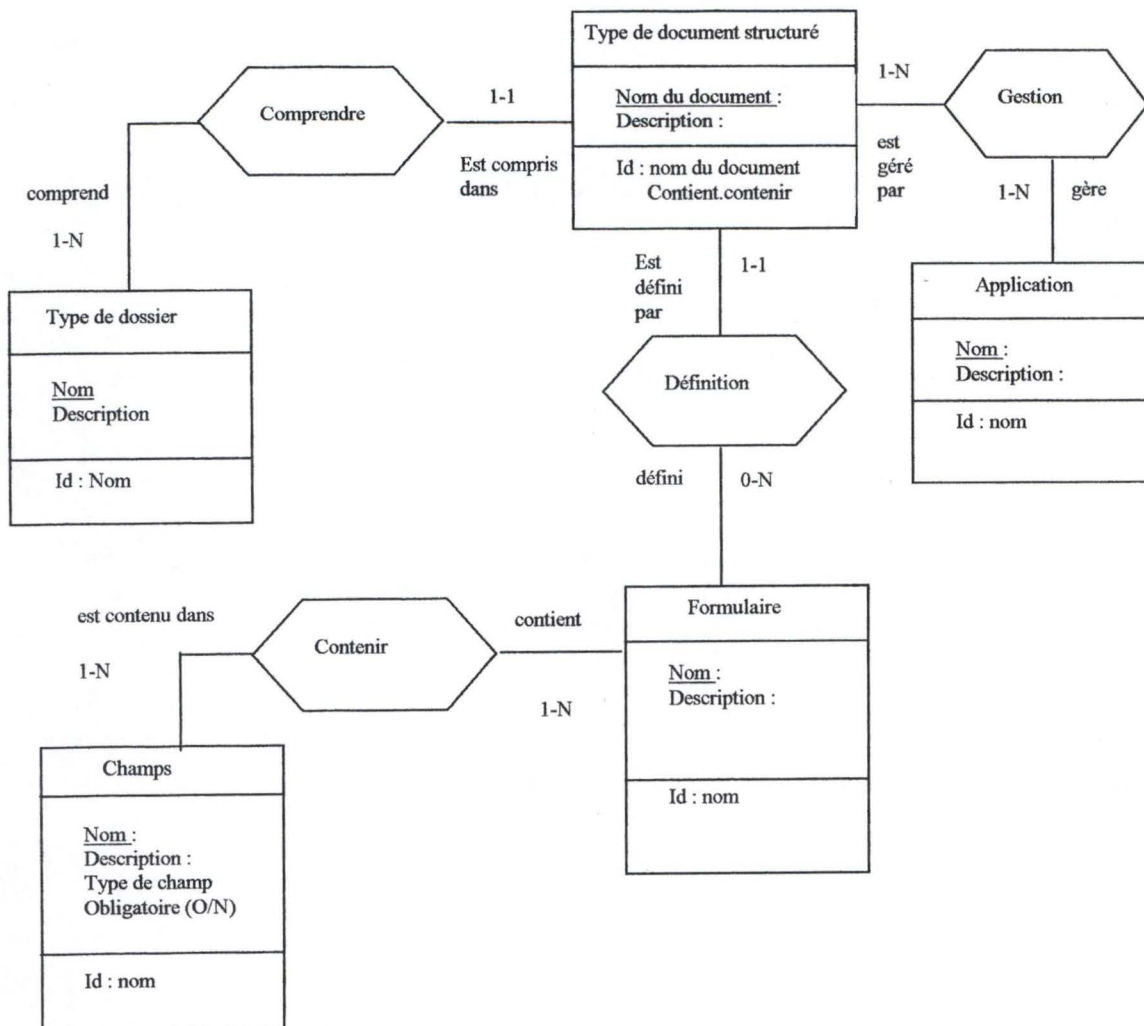 Type de document structuré
Nom du document :
Description :
Id : nom du document
Contient.contenir
Comprendre
1-1
Est compris
dans
comprend
1-N
1-N
est
géré
par
Gestion
1-N
gère
Type de dossier
Nom
Description
Id : Nom
Est
défini
par
1-1
Application
Nom :
Description :
Id : nom
Définition
défini
0-N
est contenu dans
1-N
Contenir
contient
1-N
Formulaire
Nom :
Description :
Id : nom
Champs
Nom :
Description :
Type de champ
Obligatoire (O/N)
Id : nom